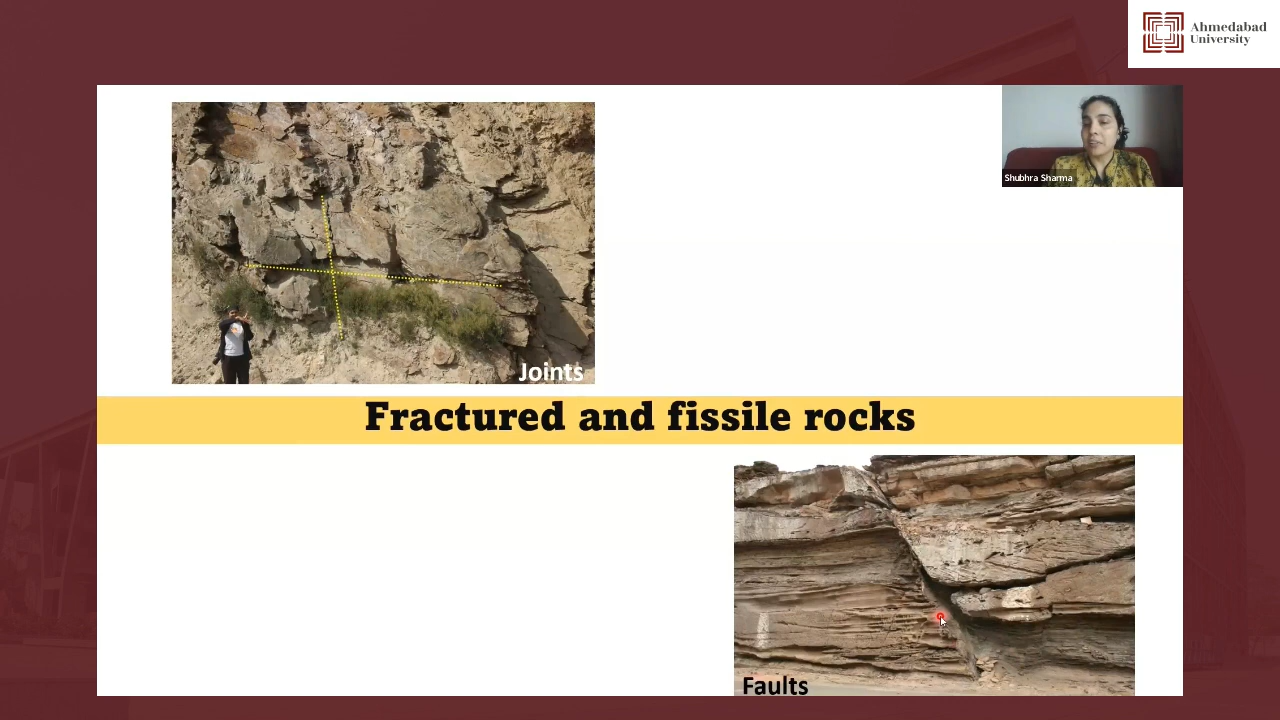 Ahmedabad
University
Shubhra Sharma
Joints
Fractured and fissile rocks
Faults